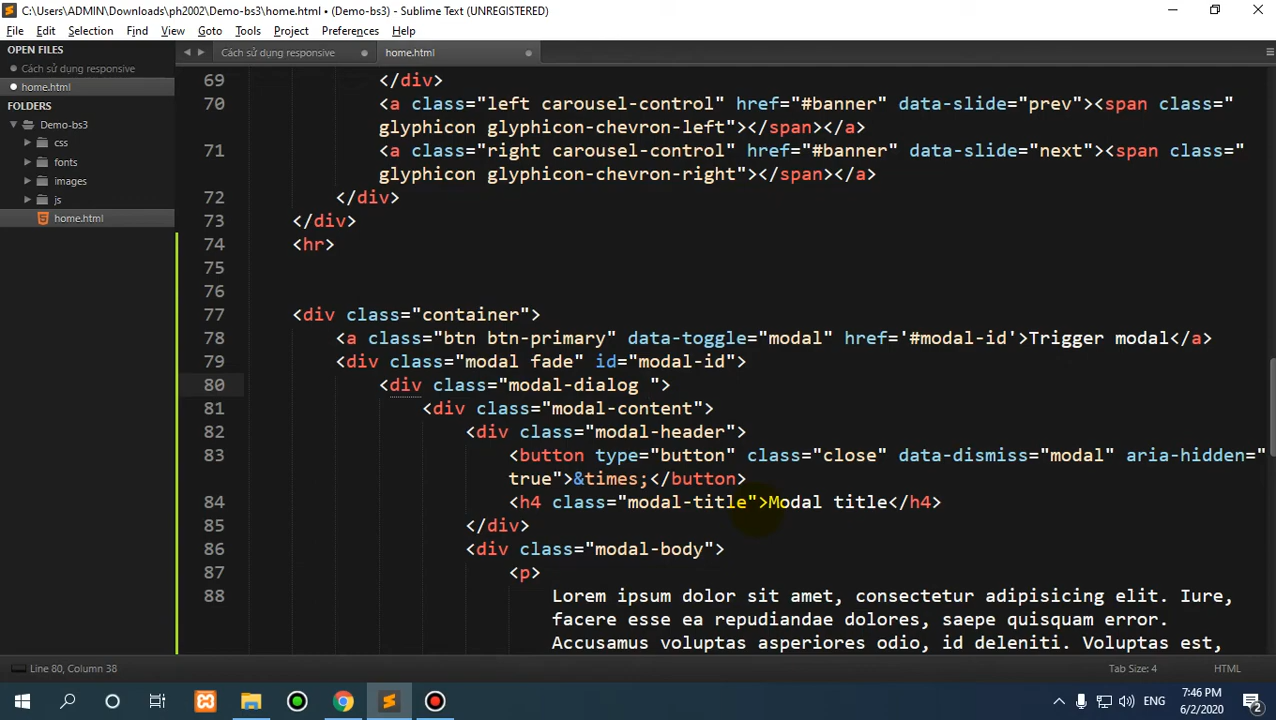 C:\Users\ADMIN\Downloads\ph2002\Demo-bs3\home.html • (Demo-bs3) - Sublime Text (UNREGISTERED)
File Edit Selection Find View Goto Tools Project Preferences Help
OPEN FILES
Cách sử dụng responsive
home.html
FOLDERS
Demo-bs3
css
fonts
images
js
home.html
Cách sử dụng responsive
home.html
69 </div>
70 <a class="left carousel-control" href="#banner" data-slide="prev"><span class="
glyphicon glyphicon-chevron-left"></span></a>
71 <a class="right carousel-control" href="#banner" data-slide="next"><span class="
glyphicon glyphicon-chevron-right"></span></a>
72 </div>
73 </div>
74 <hr>
75
76
77 <div class="container">
78 <a class="btn btn-primary" data-toggle="modal" href='#modal-id'>Trigger modal</a>
79 <div class="modal fade" id="modal-id">
80 <div class="modal-dialog ">
81 <div class="modal-content">
82 <div class="modal-header">
83 <button type="button" class="close" data-dismiss="modal" aria-hidden="
true">&times;</button>
84 <h4 class="modal-title">Modal title</h4>
85 </div>
86 <div class="modal-body">
87 <p>
88 Lorem ipsum dolor sit amet, consectetur adipisicing elit. Iure,
facere esse ea repudiandae dolores, saepe quisquam error.
Accusamus voluptas asperiores odio, id deleniti. Voluptas est,
Line 80, Column 38
Tab Size: 4
HTML
ENG
7:46 PM
6/2/2020
2